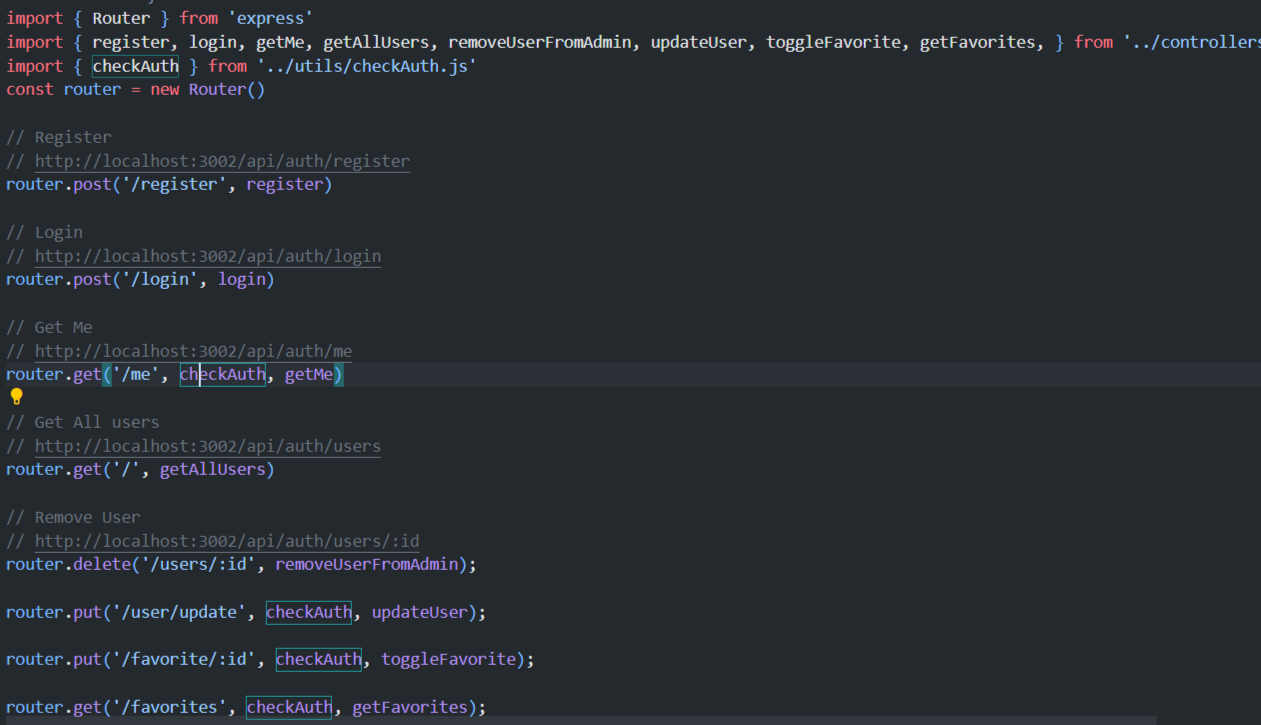 import { Router } from 'express'
import { register, login, getMe, getAllUsers, removeUserFromAdmin, updateUser, toggleFavorite, getFavorites, } from '../controllers
import { checkAuth } from '../utils/checkAuth.js'
const router = new Router()
// Register
// http://localhost:3002/api/auth/register
router.post('/register', register)
// Login
// http://localhost:3002/api/auth/login
router.post('/login', login)
// Get Me
// http://localhost:3002/api/auth/me
router.get('/me', checkAuth, getMe)
// Get All users
// http://localhost:3002/api/auth/users
router.get('/', getAllUsers)
// Remove User
// http://localhost:3002/api/auth/users/:id
router.delete('/users/:id', removeUserFromAdmin);
router.put('/user/update', checkAuth, updateUser);
router.put('/favorite/:id', checkAuth, toggleFavorite);
router.get('/favorites', checkAuth, getFavorites);